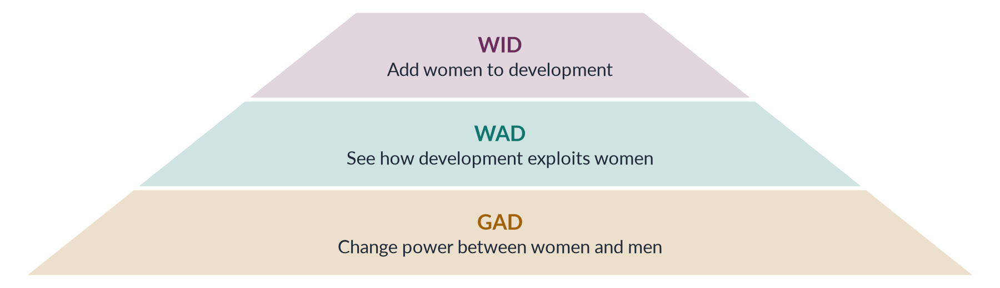 WID
Add women to development
WAD
See how development exploits women
GAD
Change power between women and men